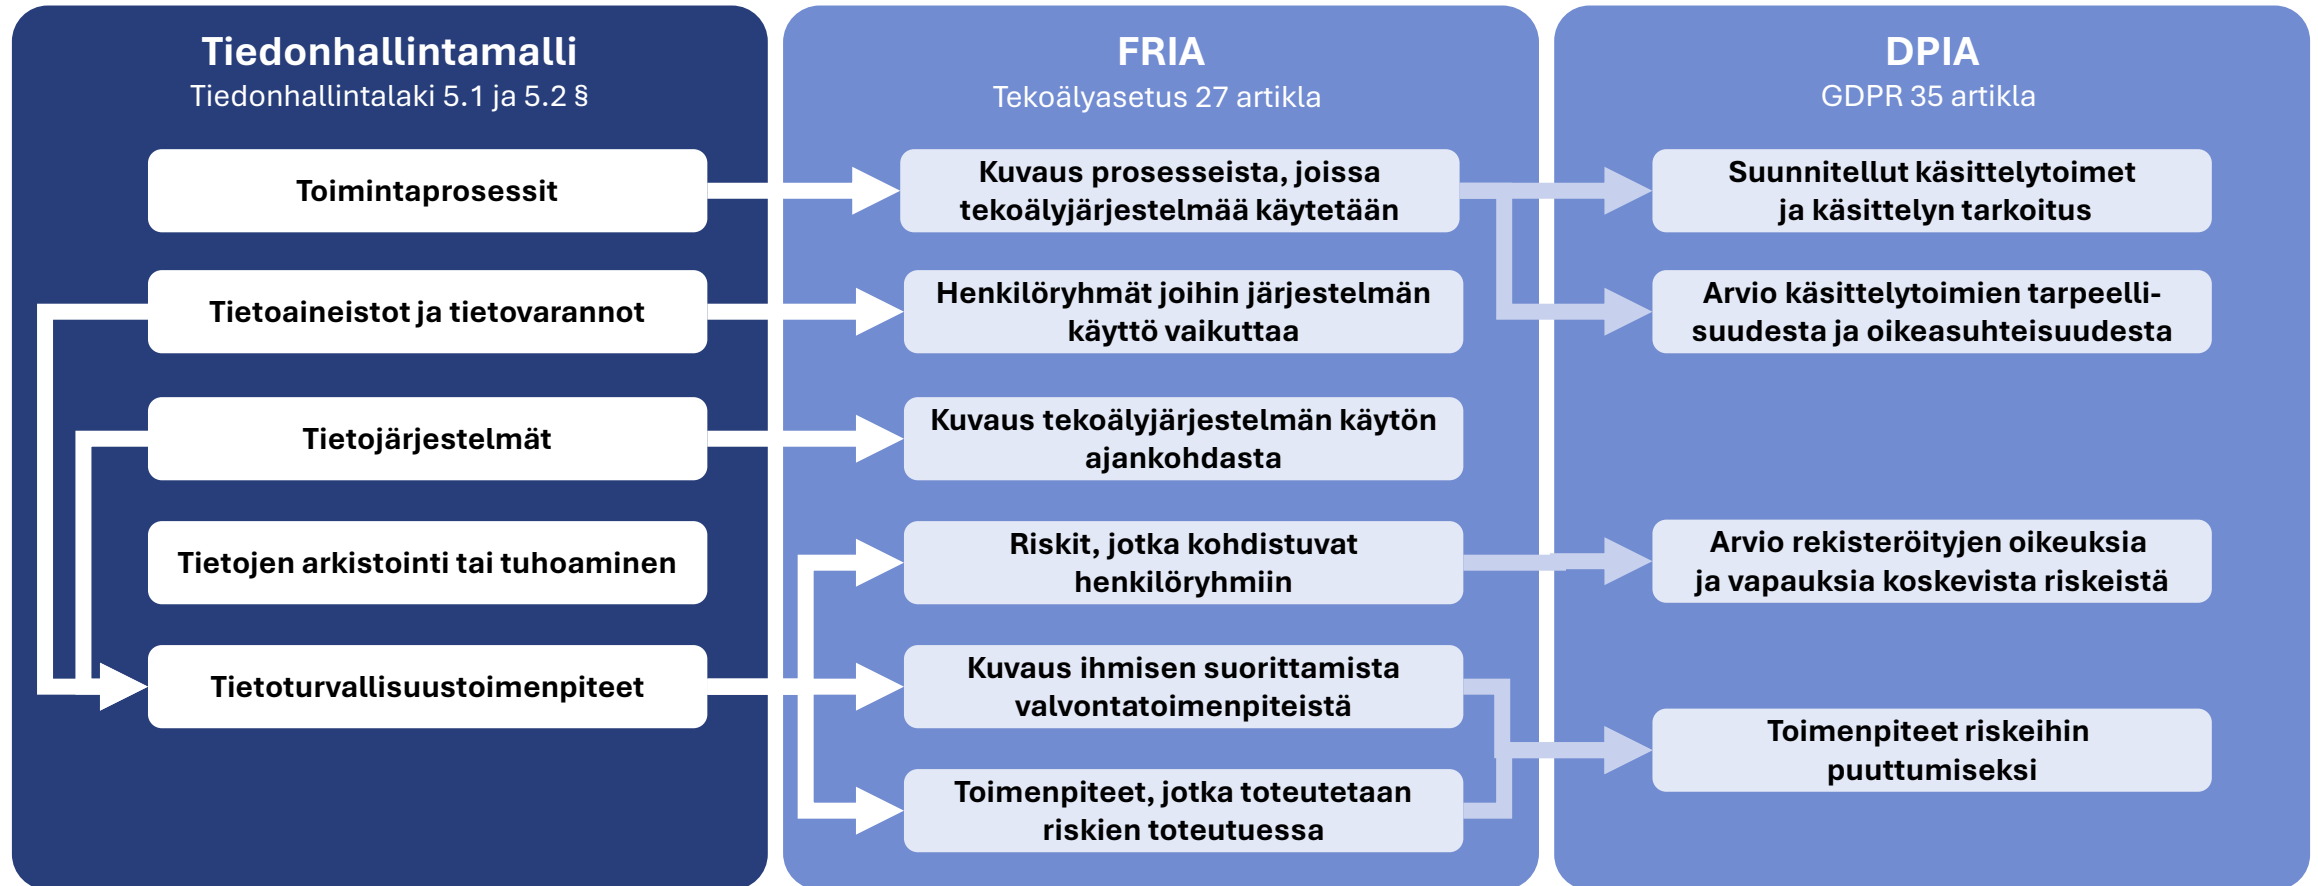 Tiedonhallintamalli
Tiedonhallintalaki 5.1 ja 5.2 §
Toimintaprosessit
Tietoaineistot ja tietovarannot
Tietojärjestelmät
Tietojen arkistointi tai tuhoaminen
Tietoturvallisuustoimenpiteet
FRIA
Tekoälyasetus 27 artikla
Kuvaus prosesseista, joissa
tekoälyjärjestelmää käytetään
Henkilöryhmät joihin järjestelmän
käyttö vaikuttaa
Kuvaus tekoälyjärjestelmän käytön
ajankohdasta
Riskit, jotka kohdistuvat
henkilöryhmiin
Kuvaus ihmisen suorittamista
valvontatoimenpiteistä
Toimenpiteet, jotka toteutetaan
riskien toteutuessa
DPIA
GDPR 35 artikla
Suunnitellut käsittelytoimet
ja käsittelyn tarkoitus
Arvio käsittelytoimien tarpeelli-
suudesta ja oikeasuhteisuudesta
Arvio rekisteröityjen oikeuksia
ja vapauksia koskevista riskeistä
Toimenpiteet riskeihin
puuttumiseksi